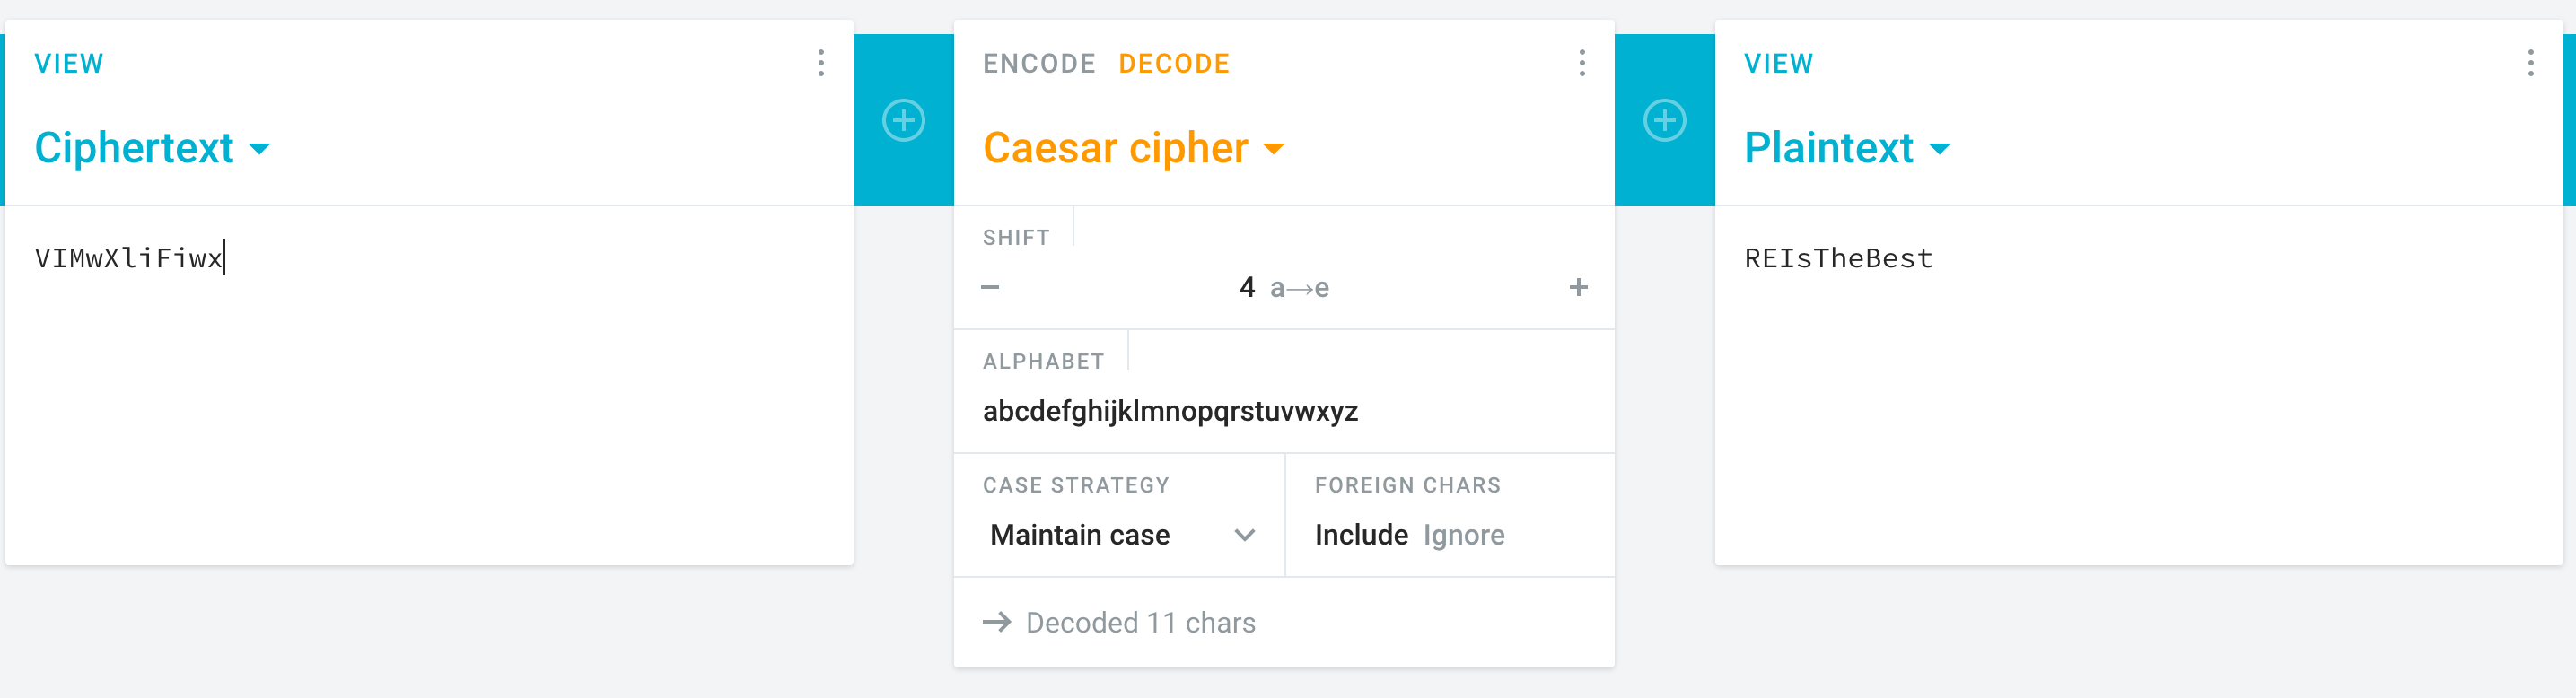 VIEW
Ciphertext
VIMwXliFiwx
ENCODE DECODE
Caesar cipher
SHIFT
4 a→e
ALPHABET
abcdefghijklmnopqrstuvwxyz
CASE STRATEGY
Maintain case
FOREIGN CHARS
Include Ignore
→ Decoded 11 chars
VIEW
Plaintext
REIsTheBest